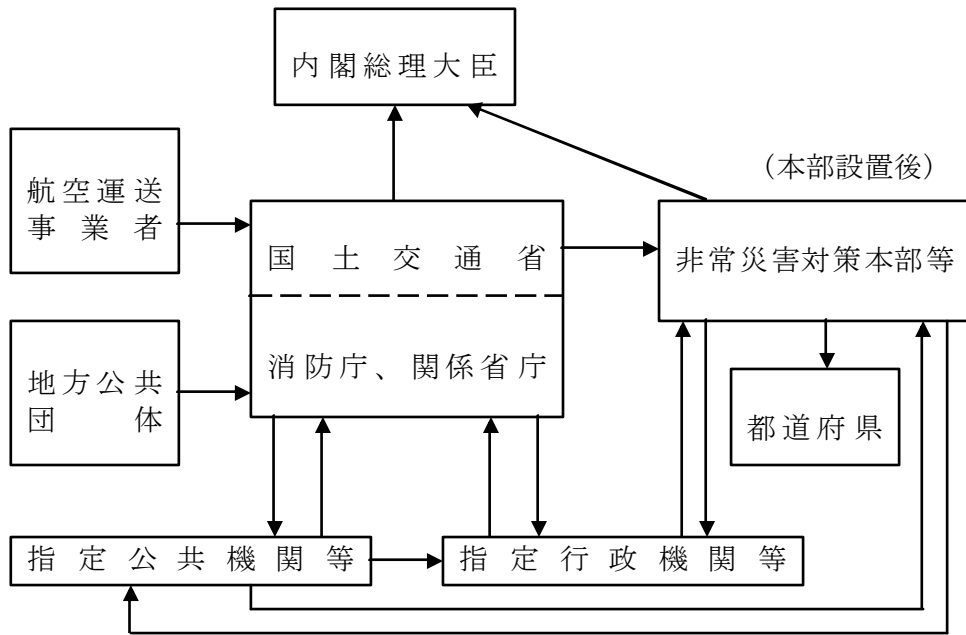 内閣総理大臣
航空運送
事業者
(本部設置後)
国土交通省
非常災害対策本部等
消防庁、関係省庁
地方公共
団体
都道府県
指定公共機関等
指定行政機関等